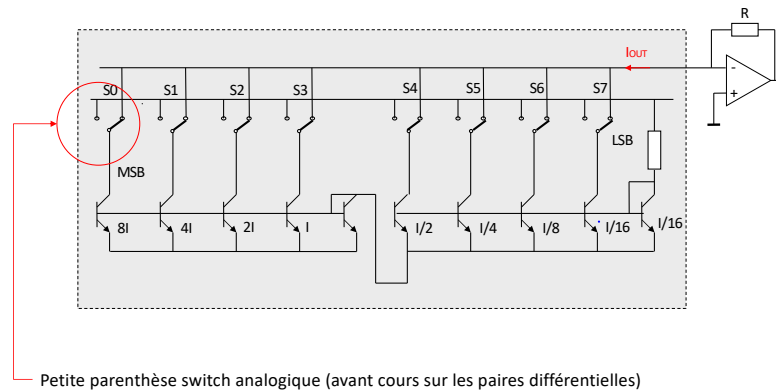 R
IOUT
S0 S1 S2 S3 S4 S5 S6 S7
-
+
MSB
LSB
8I 4I 2I I I/2 I/4 I/8 I/16 I/16
Petite parenthèse switch analogique (avant cours sur les paires différentielles)